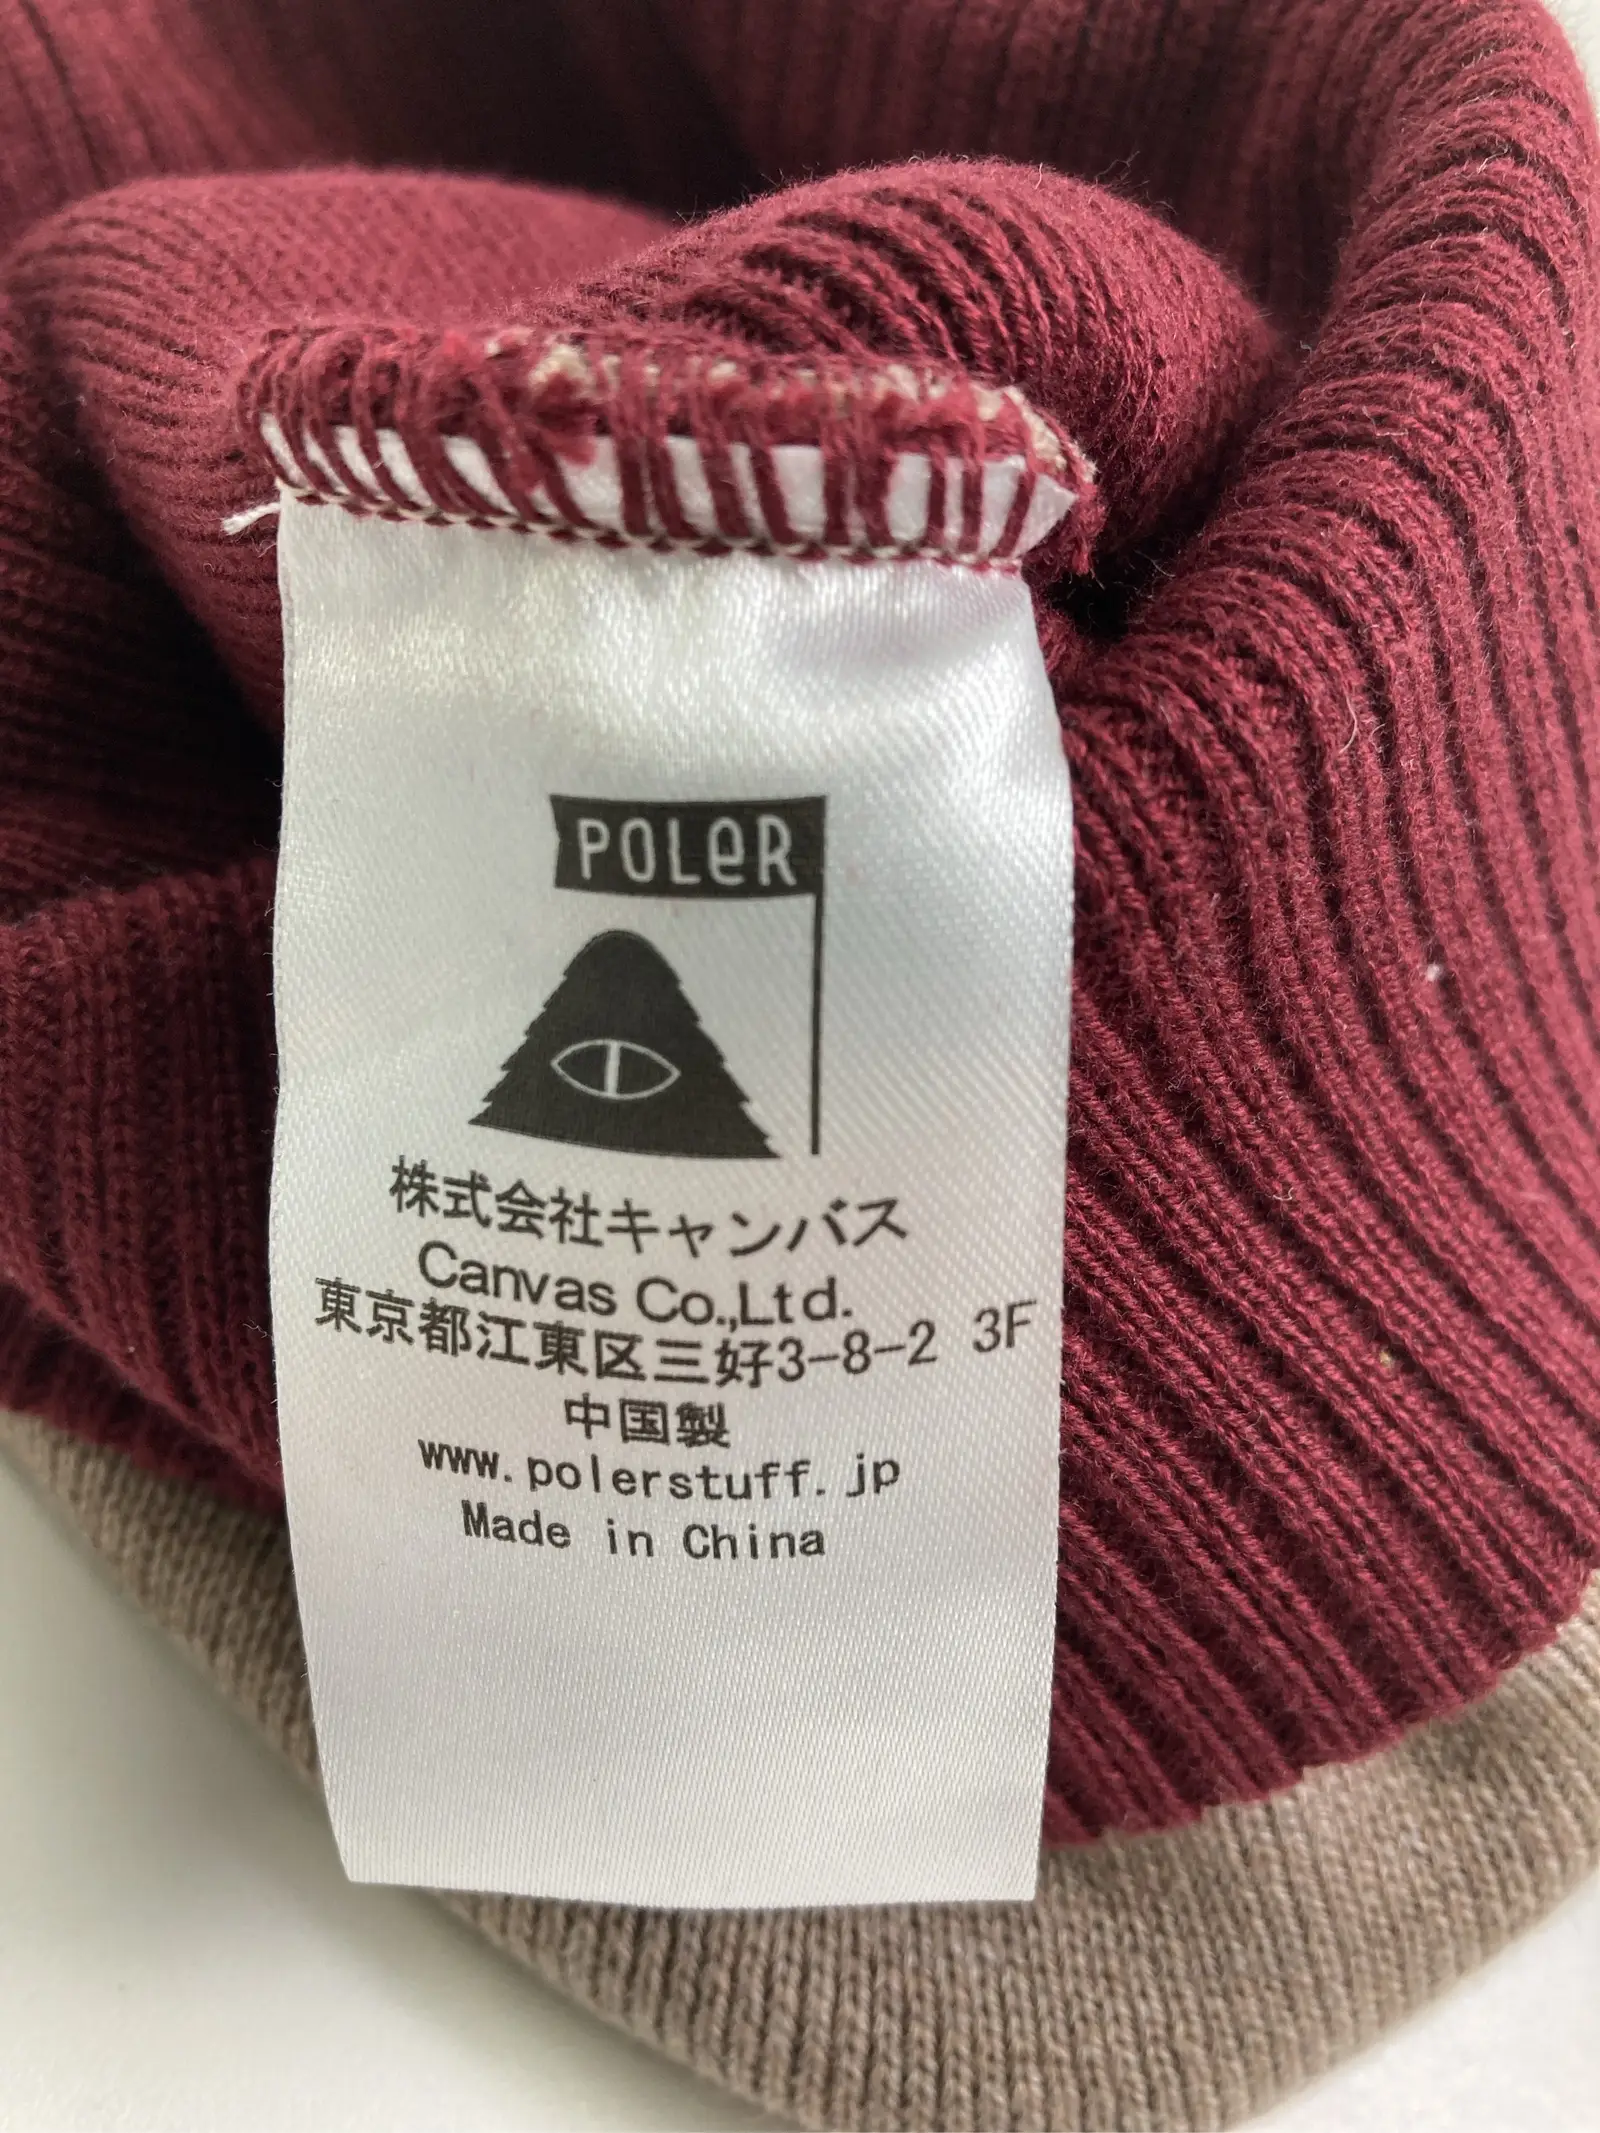 POLeR
株式会社キャンバス
Canvas Co.,Ltd.
東京都江東区三好3-8-2 3F
中国製
www.polerstuff.jp
Made in China